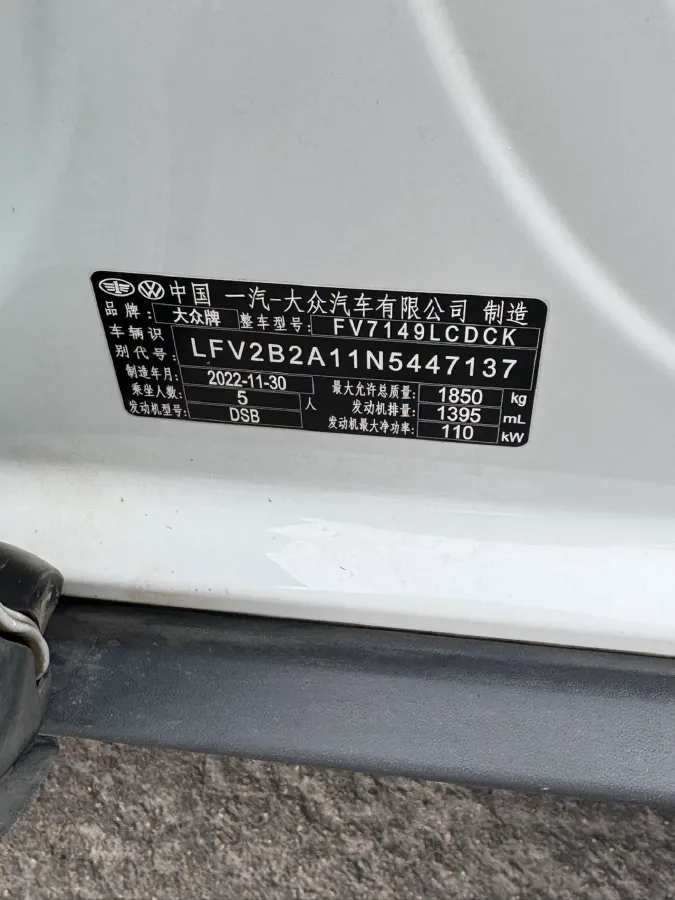 中国 一汽-大众汽车有限公司 制造
品牌: 大众牌 整车型号: FV7149LCDCK
车辆识别代号: LFV2B2A11N5447137
制造年月: 2022-11-30 最大允许总质量: 1850 kg
乘坐人数: 5 人 发动机排量: 1395 mL
发动机型号: DSB 发动机最大净功率: 110 kW